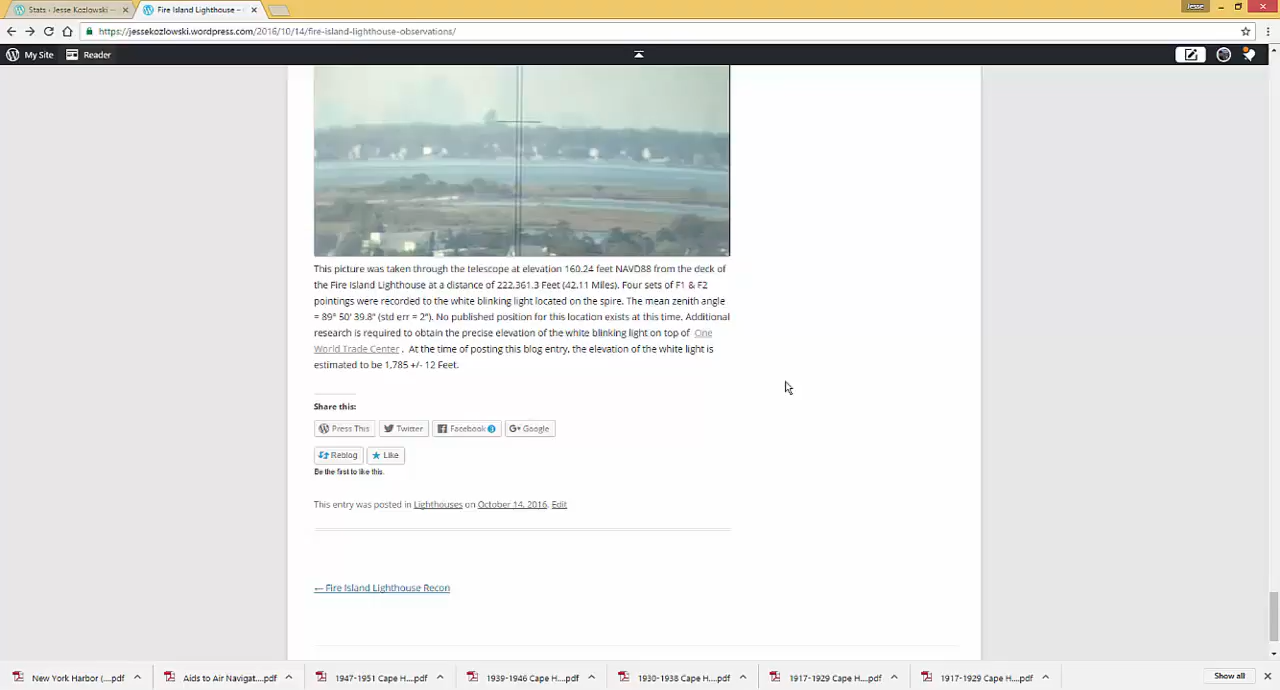 Stats ‹ Jesse Kozlowski —
Fire Island Lighthouse –
Jesse
https://jessekozlowski.wordpress.com/2016/10/14/fire-island-lighthouse-observations/
My Site
Reader
This picture was taken through the telescope at elevation 160.24 feet NAVD88 from the deck of
the Fire Island Lighthouse at a distance of 222,361.3 Feet (42.11 Miles). Four sets of F1 & F2
pointings were recorded to the white blinking light located on the spire. The mean zenith angle
= 89° 50' 39.8" (std err = 2"). No published position for this location exists at this time. Additional
research is required to obtain the precise elevation of the white blinking light on top of One
World Trade Center . At the time of posting this blog entry, the elevation of the white light is
estimated to be 1,785 +/- 12 Feet.
Share this:
Press This Twitter Facebook 3 G+ Google
Reblog Like
Be the first to like this.
This entry was posted in Lighthouses on October 14, 2016. Edit
← Fire Island Lighthouse Recon
New York Harbor (....pdf
Aids to Air Navigat....pdf
1947-1951 Cape H....pdf
1939-1946 Cape H....pdf
1930-1938 Cape H....pdf
1917-1929 Cape H....pdf
1917-1929 Cape H....pdf
Show all